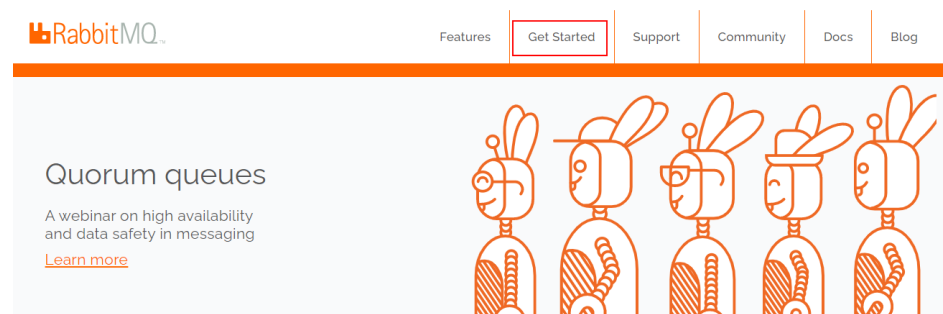 RabbitMQ™
Features Get Started Support Community Docs Blog
Quorum queues
A webinar on high availability
and data safety in messaging
Learn more